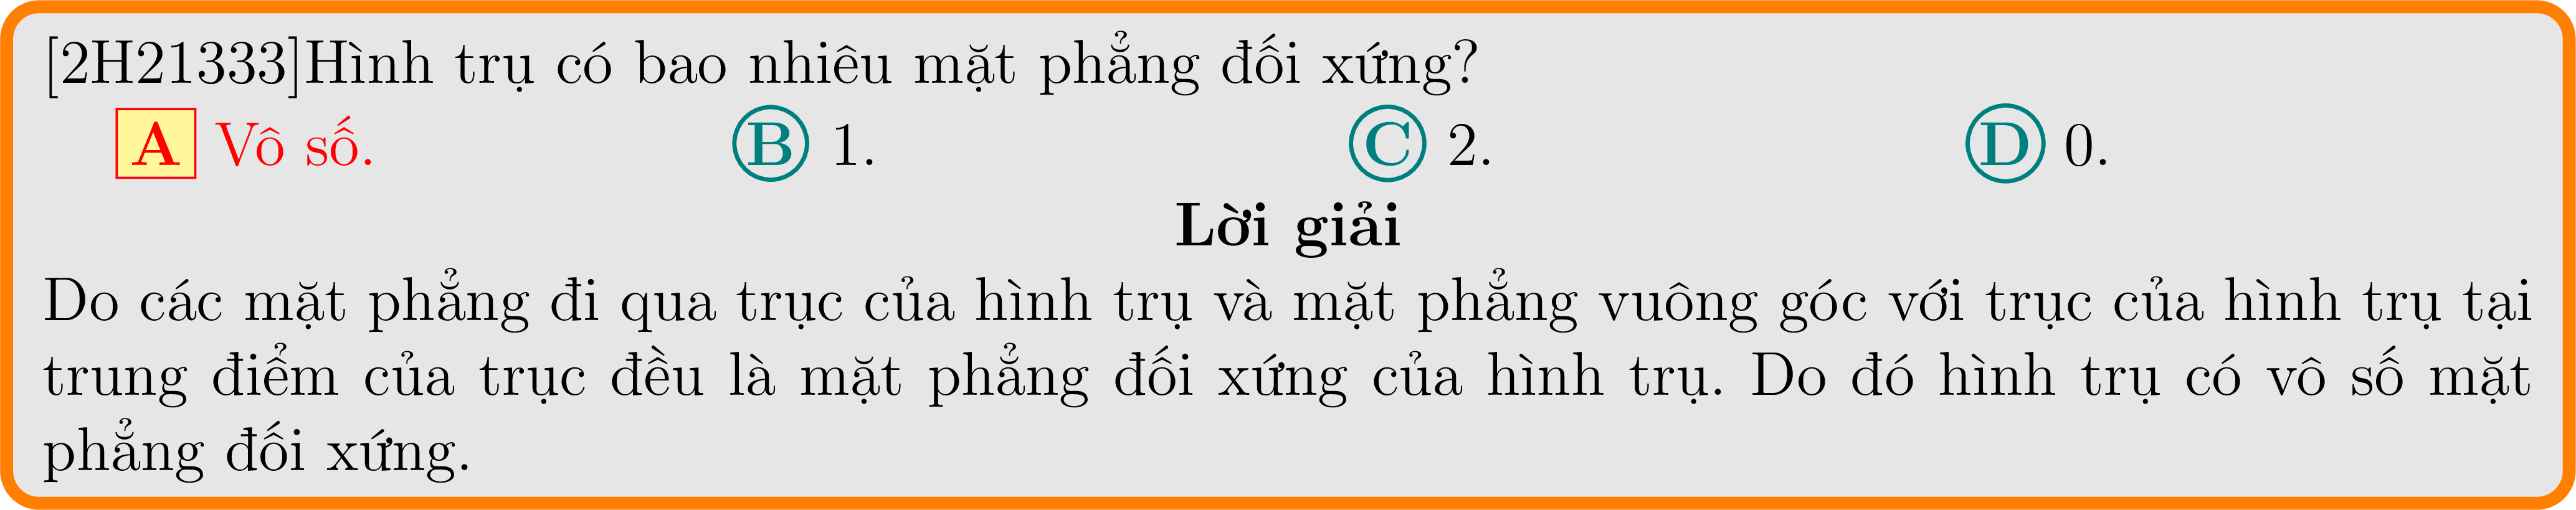 [2H21333]Hình trụ có bao nhiêu mặt phẳng đối xứng?
A Vô số. B 1. C 2. D 0.
Lời giải
Do các mặt phẳng đi qua trục của hình trụ và mặt phẳng vuông góc với trục của hình trụ tại
trung điểm của trục đều là mặt phẳng đối xứng của hình trụ. Do đó hình trụ có vô số mặt
phẳng đối xứng.